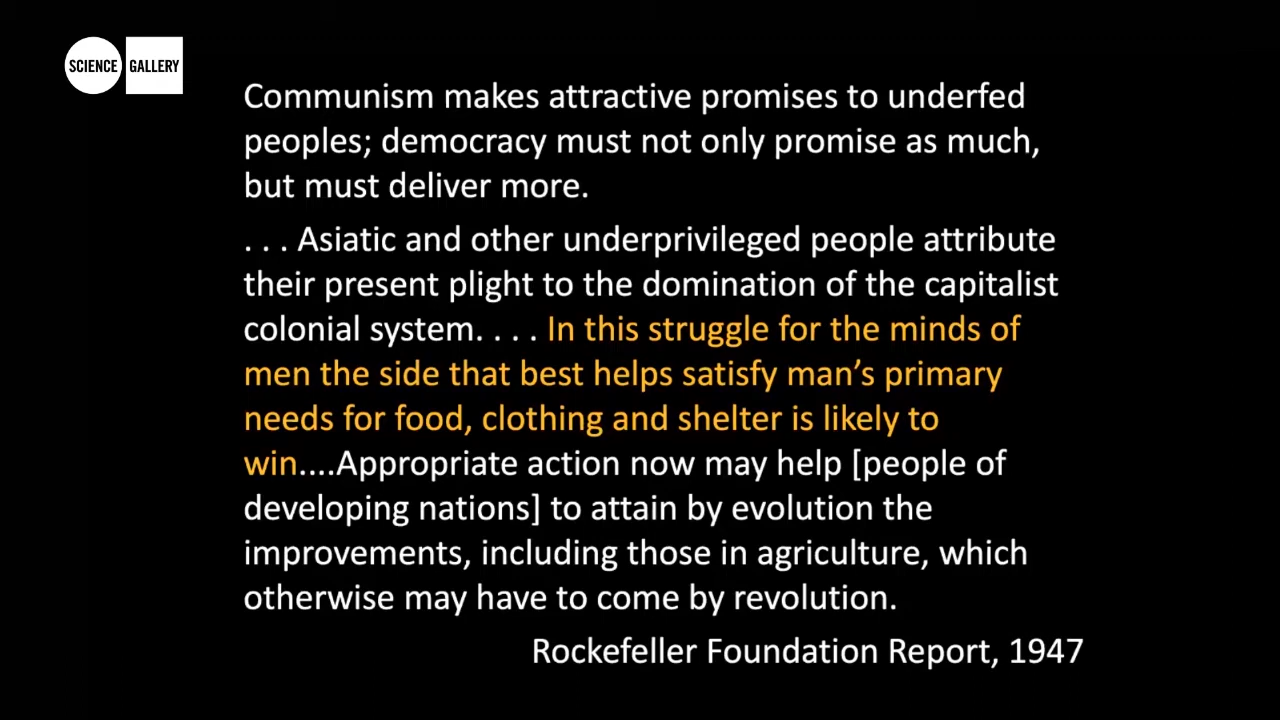 SCIENCE GALLERY
Communism makes attractive promises to underfed
peoples; democracy must not only promise as much,
but must deliver more.
. . . Asiatic and other underprivileged people attribute
their present plight to the domination of the capitalist
colonial system. . . . In this struggle for the minds of
men the side that best helps satisfy man’s primary
needs for food, clothing and shelter is likely to
win....Appropriate action now may help [people of
developing nations] to attain by evolution the
improvements, including those in agriculture, which
otherwise may have to come by revolution.
Rockefeller Foundation Report, 1947